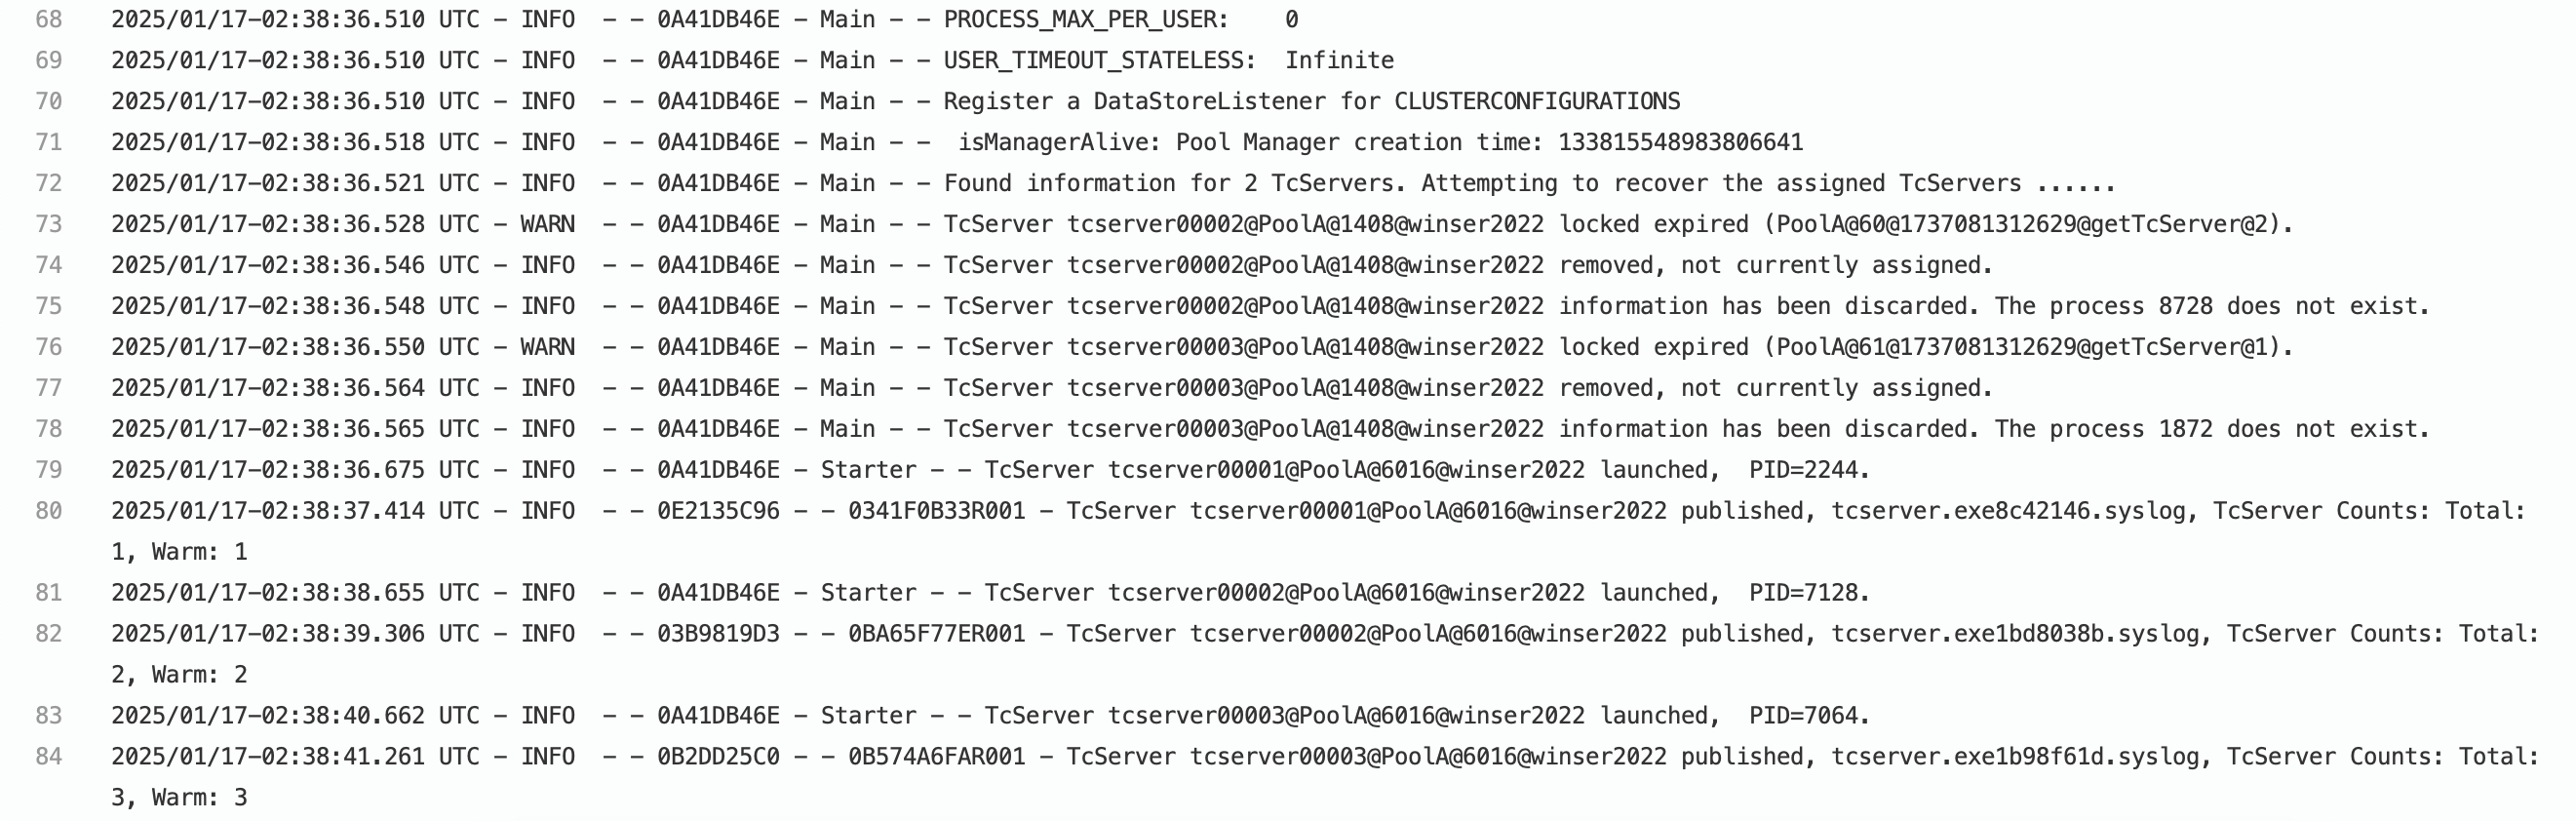 68 2025/01/17-02:38:36.510 UTC - INFO  - - 0A41DB46E - Main - - PROCESS_MAX_PER_USER:    0
69 2025/01/17-02:38:36.510 UTC - INFO  - - 0A41DB46E - Main - - USER_TIMEOUT_STATELESS:  Infinite
70 2025/01/17-02:38:36.510 UTC - INFO  - - 0A41DB46E - Main - - Register a DataStoreListener for CLUSTERCONFIGURATIONS
71 2025/01/17-02:38:36.518 UTC - INFO  - - 0A41DB46E - Main - -  isManagerAlive: Pool Manager creation time: 133815548983806641
72 2025/01/17-02:38:36.521 UTC - INFO  - - 0A41DB46E - Main - - Found information for 2 TcServers. Attempting to recover the assigned TcServers ......
73 2025/01/17-02:38:36.528 UTC - WARN  - - 0A41DB46E - Main - - TcServer tcserver00002@PoolA@1408@winser2022 locked expired (PoolA@60@1737081312629@getTcServer@2).
74 2025/01/17-02:38:36.546 UTC - INFO  - - 0A41DB46E - Main - - TcServer tcserver00002@PoolA@1408@winser2022 removed, not currently assigned.
75 2025/01/17-02:38:36.548 UTC - INFO  - - 0A41DB46E - Main - - TcServer tcserver00002@PoolA@1408@winser2022 information has been discarded. The process 8728 does not exist.
76 2025/01/17-02:38:36.550 UTC - WARN  - - 0A41DB46E - Main - - TcServer tcserver00003@PoolA@1408@winser2022 locked expired (PoolA@61@1737081312629@getTcServer@1).
77 2025/01/17-02:38:36.564 UTC - INFO  - - 0A41DB46E - Main - - TcServer tcserver00003@PoolA@1408@winser2022 removed, not currently assigned.
78 2025/01/17-02:38:36.565 UTC - INFO  - - 0A41DB46E - Main - - TcServer tcserver00003@PoolA@1408@winser2022 information has been discarded. The process 1872 does not exist.
79 2025/01/17-02:38:36.675 UTC - INFO  - - 0A41DB46E - Starter - - TcServer tcserver00001@PoolA@6016@winser2022 launched,  PID=2244.
80 2025/01/17-02:38:37.414 UTC - INFO  - - 0E2135C96 - - 0341F0B33R001 - TcServer tcserver00001@PoolA@6016@winser2022 published, tcserver.exe8c42146.syslog, TcServer Counts: Total:
1, Warm: 1
81 2025/01/17-02:38:38.655 UTC - INFO  - - 0A41DB46E - Starter - - TcServer tcserver00002@PoolA@6016@winser2022 launched,  PID=7128.
82 2025/01/17-02:38:39.306 UTC - INFO  - - 03B9819D3 - - 0BA65F77ER001 - TcServer tcserver00002@PoolA@6016@winser2022 published, tcserver.exe1bd8038b.syslog, TcServer Counts: Total:
2, Warm: 2
83 2025/01/17-02:38:40.662 UTC - INFO  - - 0A41DB46E - Starter - - TcServer tcserver00003@PoolA@6016@winser2022 launched,  PID=7064.
84 2025/01/17-02:38:41.261 UTC - INFO  - - 0B2DD25C0 - - 0B574A6FAR001 - TcServer tcserver00003@PoolA@6016@winser2022 published, tcserver.exe1b98f61d.syslog, TcServer Counts: Total:
3, Warm: 3